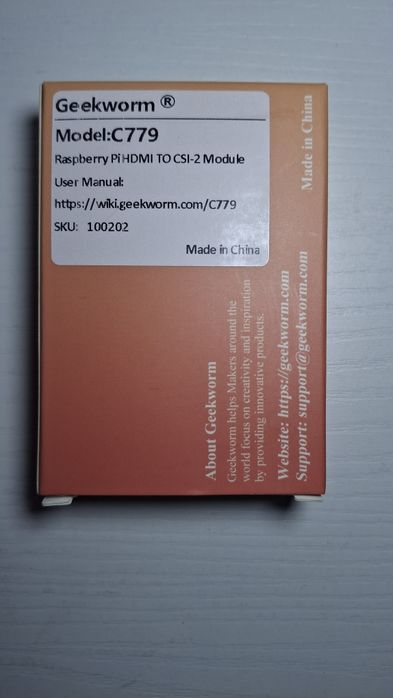 Geekworm ®
Model:C779
Raspberry Pi HDMI TO CSI-2 Module
User Manual:
https://wiki.geekworm.com/C779
SKU: 100202
Made in China
About Geekworm
Geekworm helps Makers around the
world focus on creativity and inspiration
by providing innovative products.
Website: https://geekworm.com
Support: support@geekworm.com
Made in China